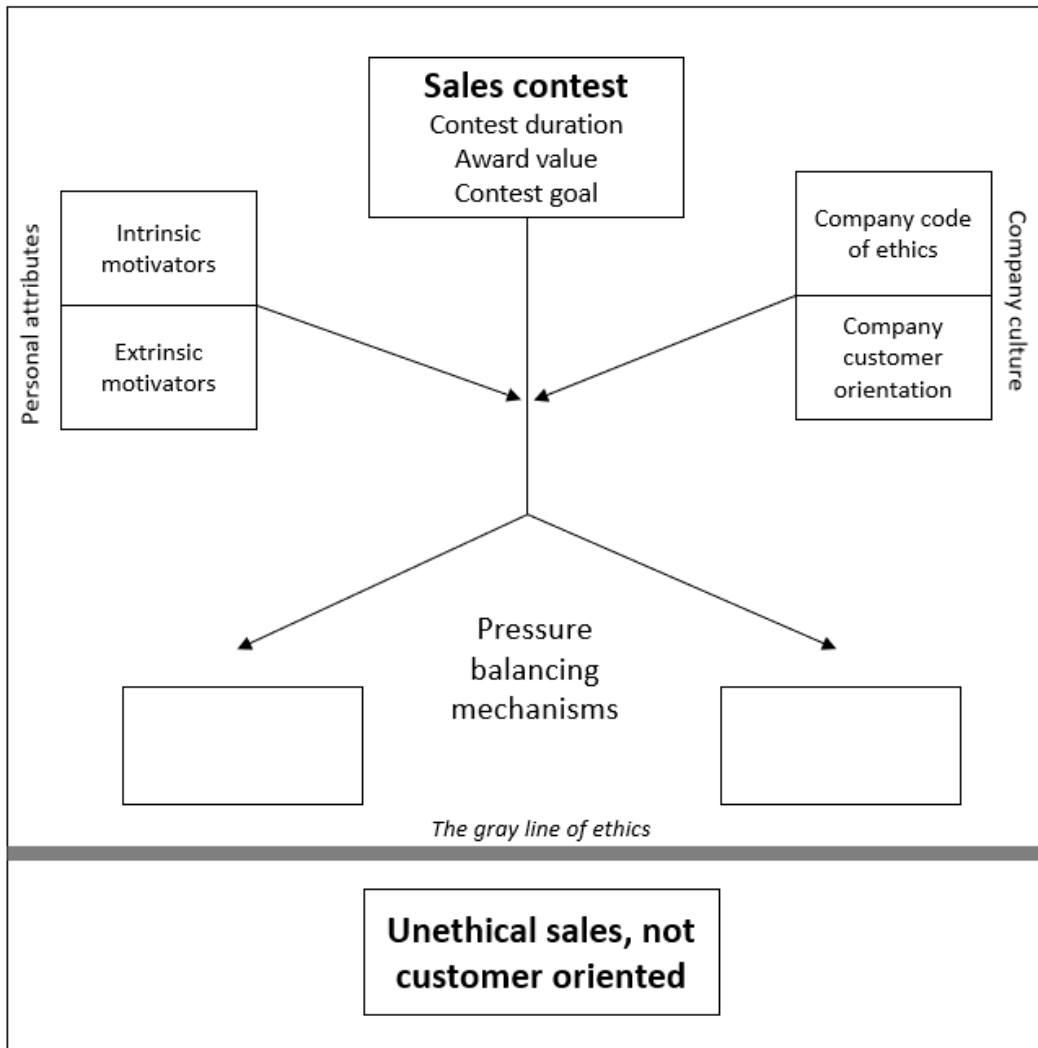 Sales contest
Contest duration
Award value
Contest goal
Personal attributes
Intrinsic
motivators
Extrinsic
motivators
Company code
of ethics
Company
customer
orientation
Company culture
Pressure
balancing
mechanisms
The gray line of ethics
Unethical sales, not
customer oriented